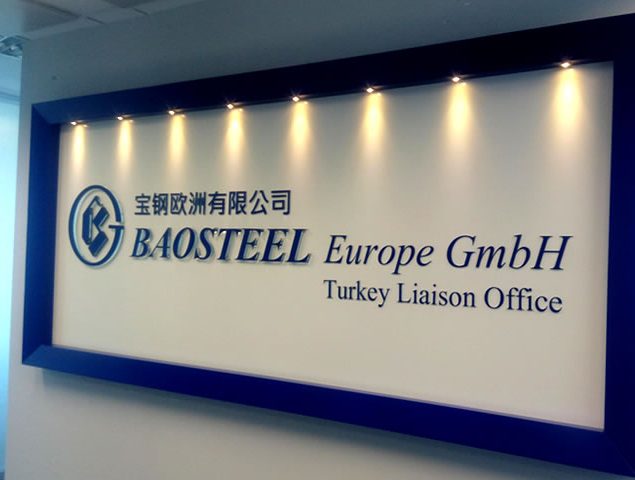 宝钢欧洲有限公司
BAOSTEEL Europe GmbH
Turkey Liaison Office